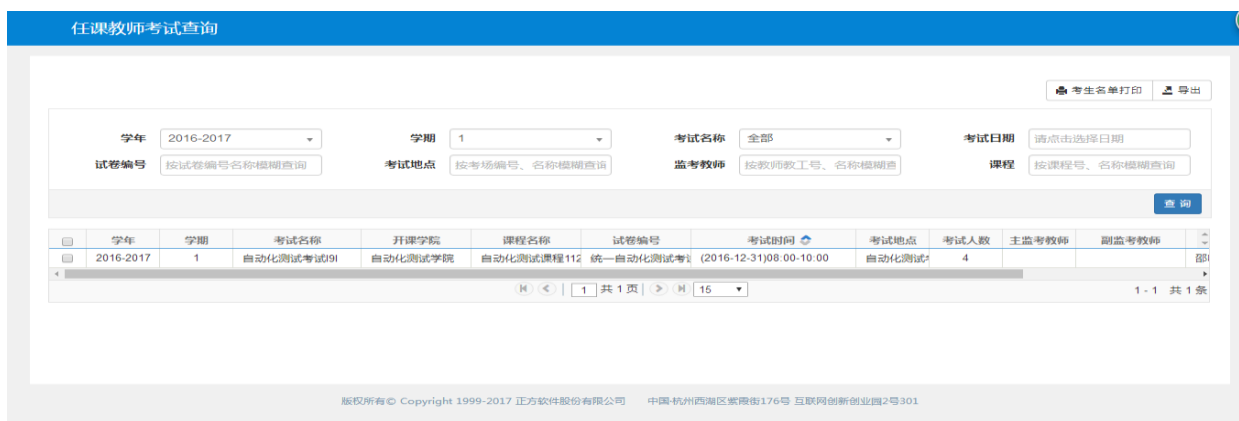 任课教师考试查询
考生名单打印 导出
学年 2016-2017 学期 1 考试名称 全部 考试日期 请点击选择日期
试卷编号 按试卷编号名称模糊查询 考试地点 按考场编号、名称模糊查询 监考教师 按教师教工号、名称模糊查 课程 按课程号、名称模糊查询
查 询
学年 学期 考试名称 开课学院 课程名称 试卷编号 考试时间 考试地点 考试人数 主监考教师 副监考教师
2016-2017 1 自动化测试考试l9l 自动化测试学院 自动化测试课程112 统一自动化测试考 (2016-12-31)08:00-10:00 自动化测试 4
1 共 1 页 15 1 - 1 共 1 条
版权所有© Copyright 1999-2017 正方软件股份有限公司 中国·杭州西湖区紫霞街176号 互联网创新创业园2号301